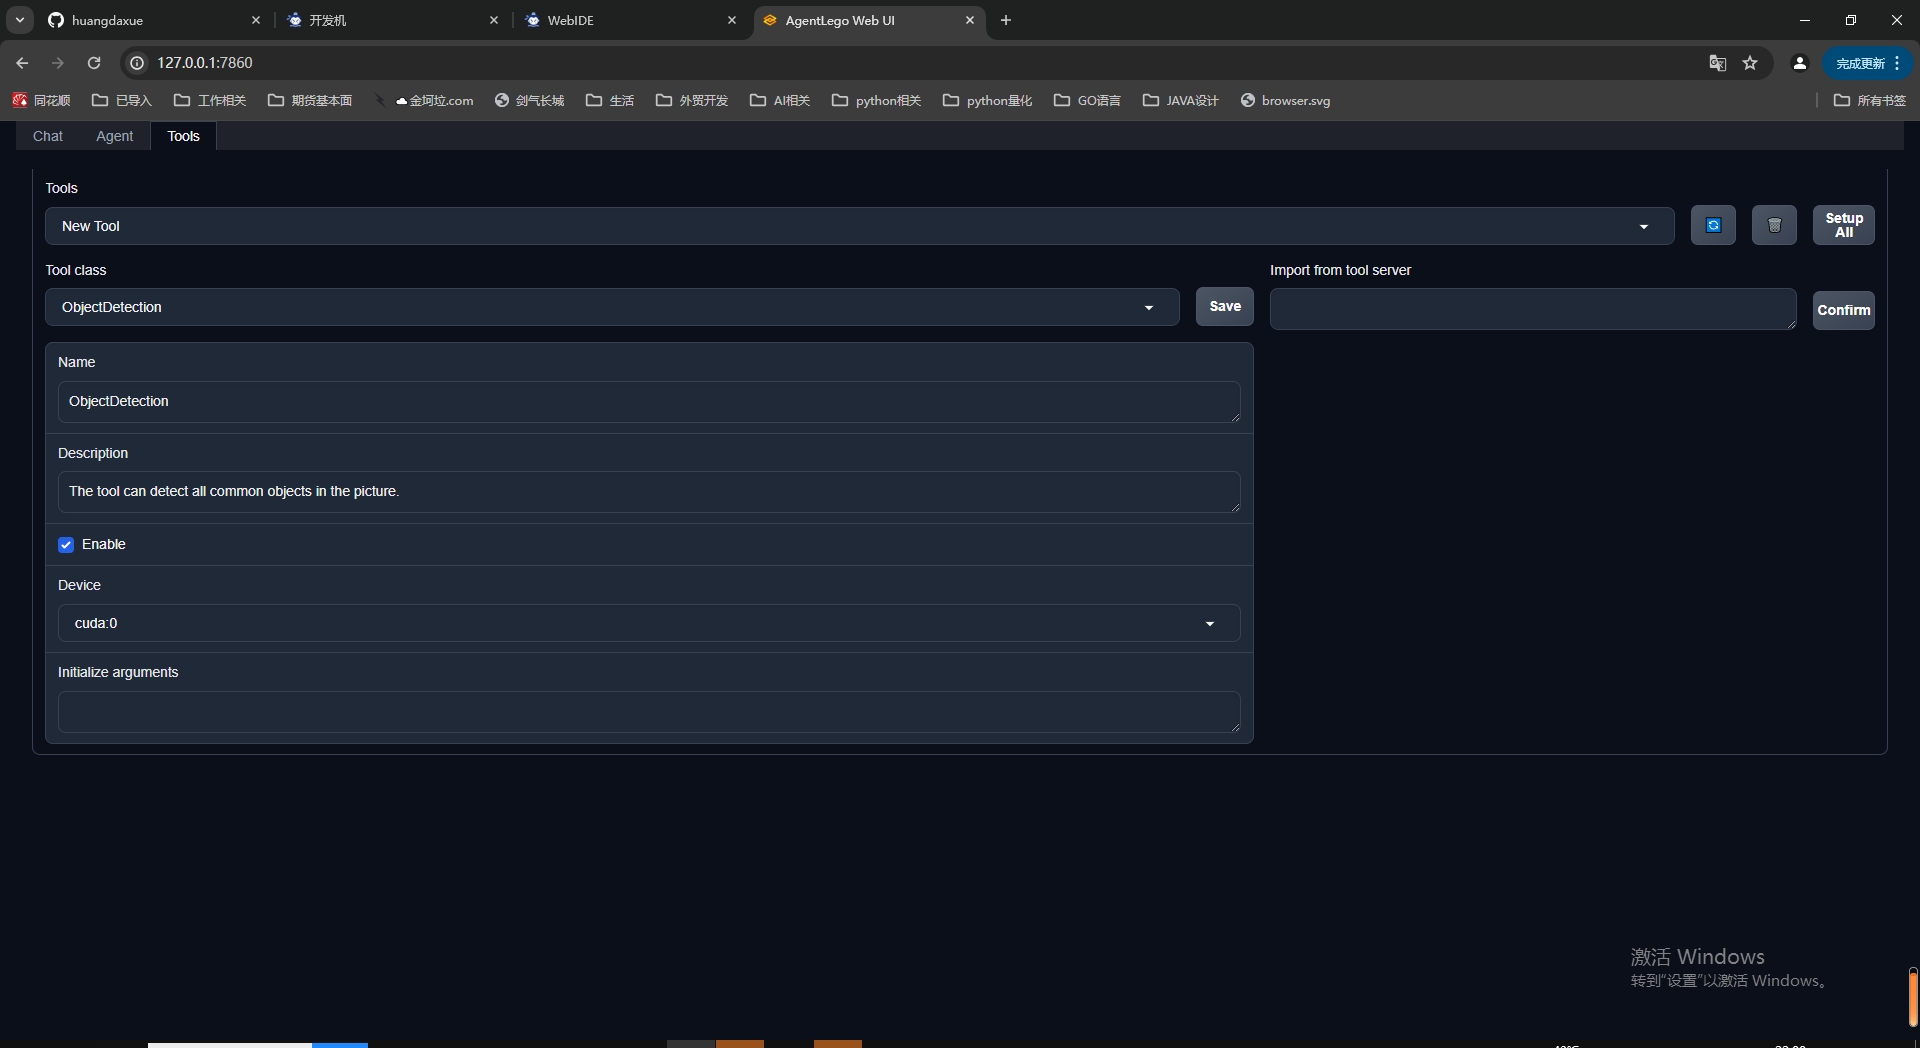 huangdaxue
开发机
WebIDE
AgentLego Web UI
127.0.0.1:7860
完成更新
同花顺
已导入
工作相关
期货基本面
金坷垃.com
剑气长城
生活
外贸开发
AI相关
python相关
python量化
GO语言
JAVA设计
browser.svg
所有书签
Chat
Agent
Tools
Tools
New Tool
Setup
All
Tool class
Import from tool server
ObjectDetection
Save
Confirm
Name
ObjectDetection
Description
The tool can detect all common objects in the picture.
Enable
Device
cuda:0
Initialize arguments
激活 Windows
转到"设置"以激活 Windows。